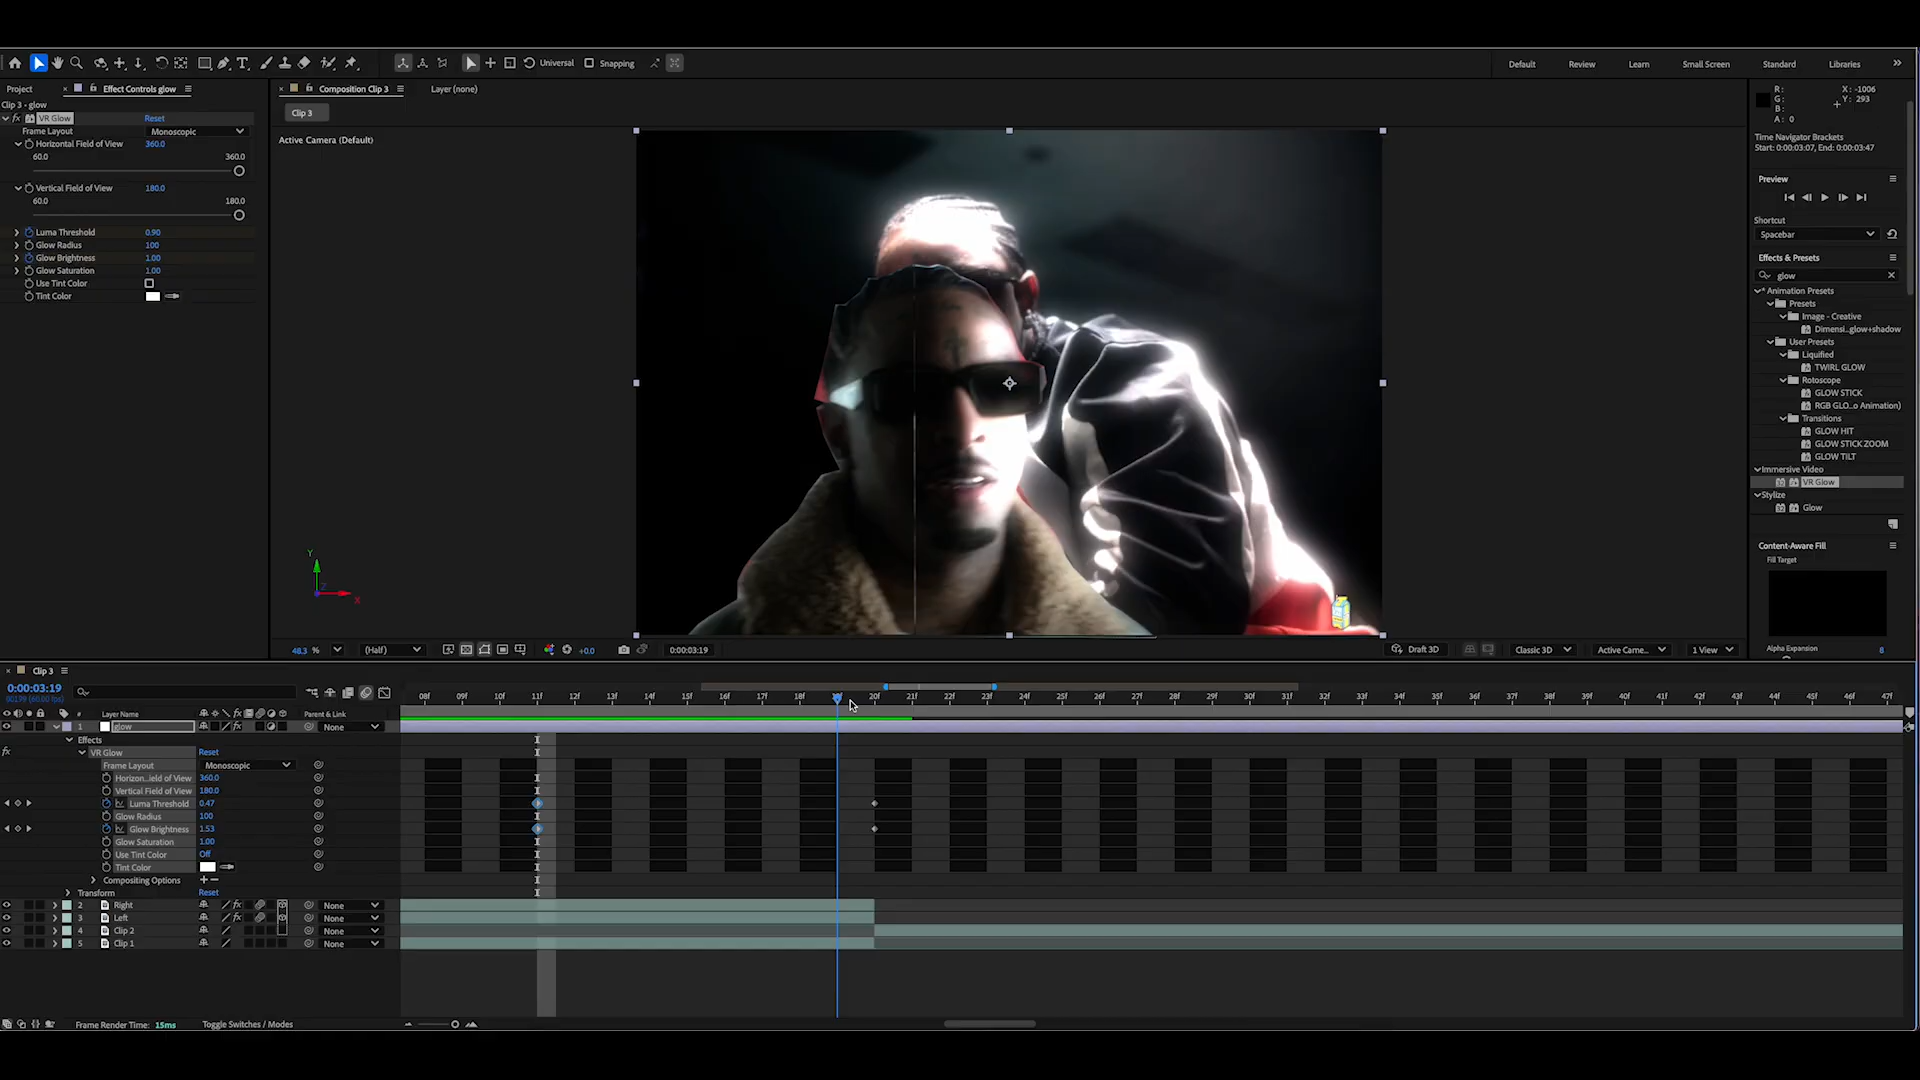 Universal
Snapping
Default
Review
Learn
Small Screen
Standard
Libraries
Project
Effect Controls glow
Composition Clip 3
Layer (none)
R:
G:
B:
A: 0
X: -1006
Y: 293
Clip 3 - glow
Clip 3
VR Glow
Reset
Frame Layout
Monoscopic
Active Camera (Default)
Time Navigator Brackets
Start: 0:00:03:07, End: 0:00:03:47
Horizontal Field of View
360.0
60.0
360.0
Vertical Field of View
180.0
60.0
180.0
Luma Threshold
0.90
Glow Radius
100
Glow Brightness
1.00
Glow Saturation
1.00
Use Tint Color
Tint Color
Preview
Shortcut
Spacebar
Effects & Presets
glow
* Animation Presets
Presets
Image - Creative
Dimensi..glow+shadow
User Presets
Liquified
TWIRL GLOW
Rotoscope
GLOW STICK
RGB GLO...o Animation)
Transitions
GLOW HIT
GLOW STICK ZOOM
GLOW TILT
Immersive Video
VR Glow
Stylize
Glow
Content-Aware Fill
Fill Target
Alpha Expansion
Y
Z
X
48.3 %
(Half)
+0.0
0:00:03:19
Draft 3D
Classic 3D
Active Came...
1 View
Clip 3
0:00:03:19
08f
09f
10f
11f
12f
13f
14f
15f
16f
17f
18f
19f
20f
21f
22f
23f
24f
25f
26f
27f
28f
29f
30f
31f
32f
33f
34f
35f
36f
37f
38f
39f
40f
41f
42f
43f
44f
45f
46f
47f
#
Layer Name
Parent & Link
1
glow
None
Effects
VR Glow
Reset
Frame Layout
Monoscopic
Horizon...ield of View
360.0
Vertical Field of View
180.0
Luma Threshold
0.47
Glow Radius
100
Glow Brightness
1.53
Glow Saturation
1.00
Use Tint Color
Off
Tint Color
Compositing Options
+ −
Transform
Reset
2
Right
None
3
Left
None
4
Clip 2
None
5
Clip 1
None
Frame Render Time: 15ms
Toggle Switches / Modes